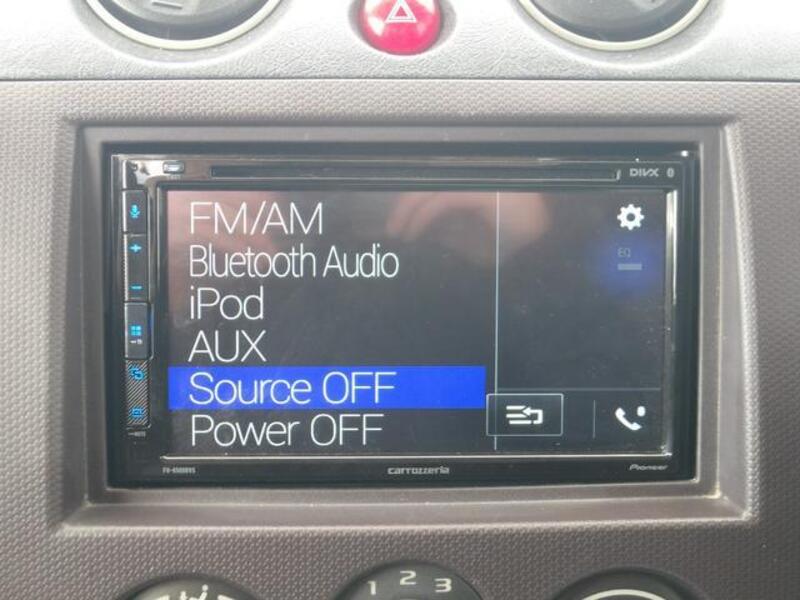 DIVX
FM/AM
Bluetooth Audio
iPod
AUX
Source OFF
Power OFF
EQ
carrozzeria
Pioneer
1 2 3